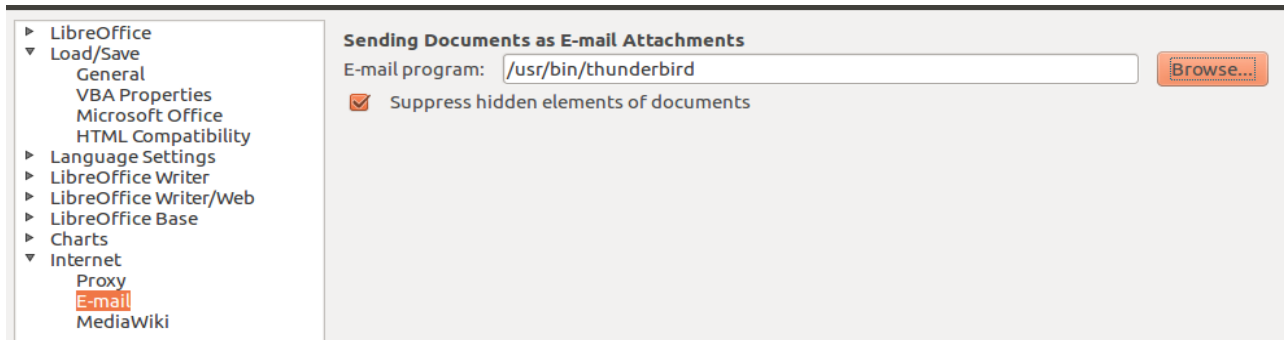 LibreOffice
Load/Save
General
VBA Properties
Microsoft Office
HTML Compatibility
Language Settings
LibreOffice Writer
LibreOffice Writer/Web
LibreOffice Base
Charts
Internet
Proxy
E-mail
MediaWiki
Sending Documents as E-mail Attachments
E-mail program: /usr/bin/thunderbird Browse...
Suppress hidden elements of documents